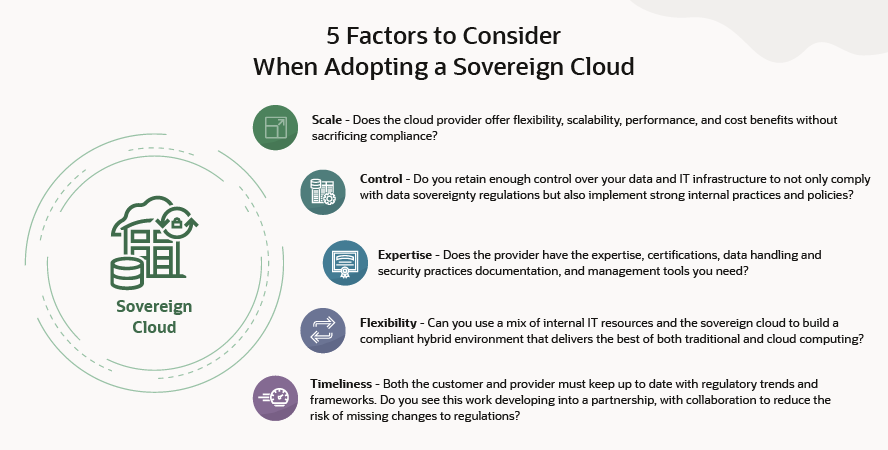 5 Factors to Consider
When Adopting a Sovereign Cloud
Scale - Does the cloud provider offer flexibility, scalability, performance, and cost benefits without
sacrificing compliance?
Control - Do you retain enough control over your data and IT infrastructure to not only comply
with data sovereignty regulations but also implement strong internal practices and policies?
Expertise - Does the provider have the expertise, certifications, data handling and
security practices documentation, and management tools you need?
Flexibility - Can you use a mix of internal IT resources and the sovereign cloud to build a
compliant hybrid environment that delivers the best of both traditional and cloud computing?
Timeliness - Both the customer and provider must keep up to date with regulatory trends and
frameworks. Do you see this work developing into a partnership, with collaboration to reduce the
risk of missing changes to regulations?
Sovereign
Cloud